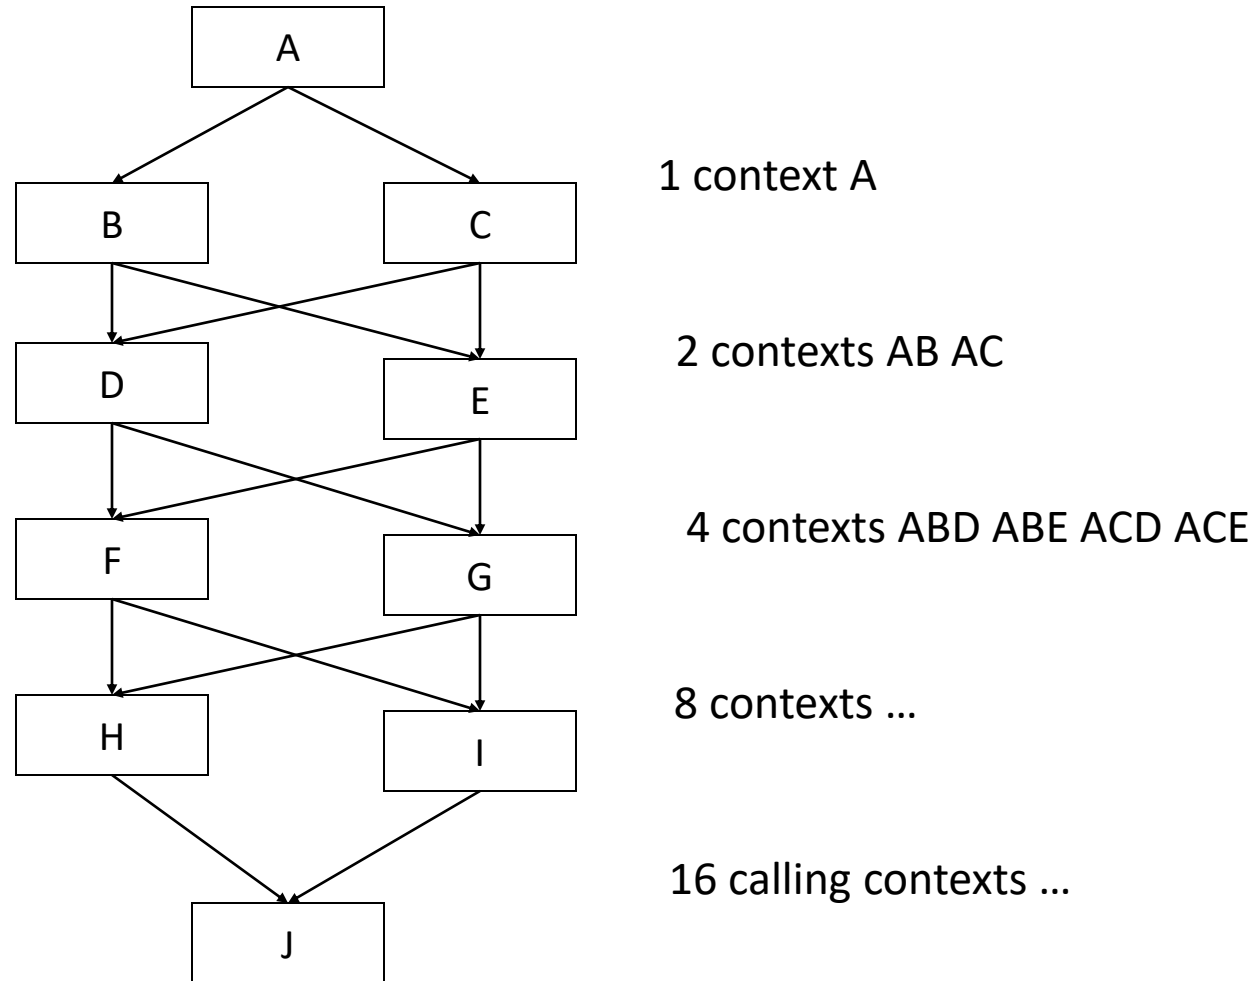 A
1 context A
B
C
2 contexts AB AC
D
E
4 contexts ABD ABE ACD ACE
F
G
8 contexts …
H
I
16 calling contexts …
J